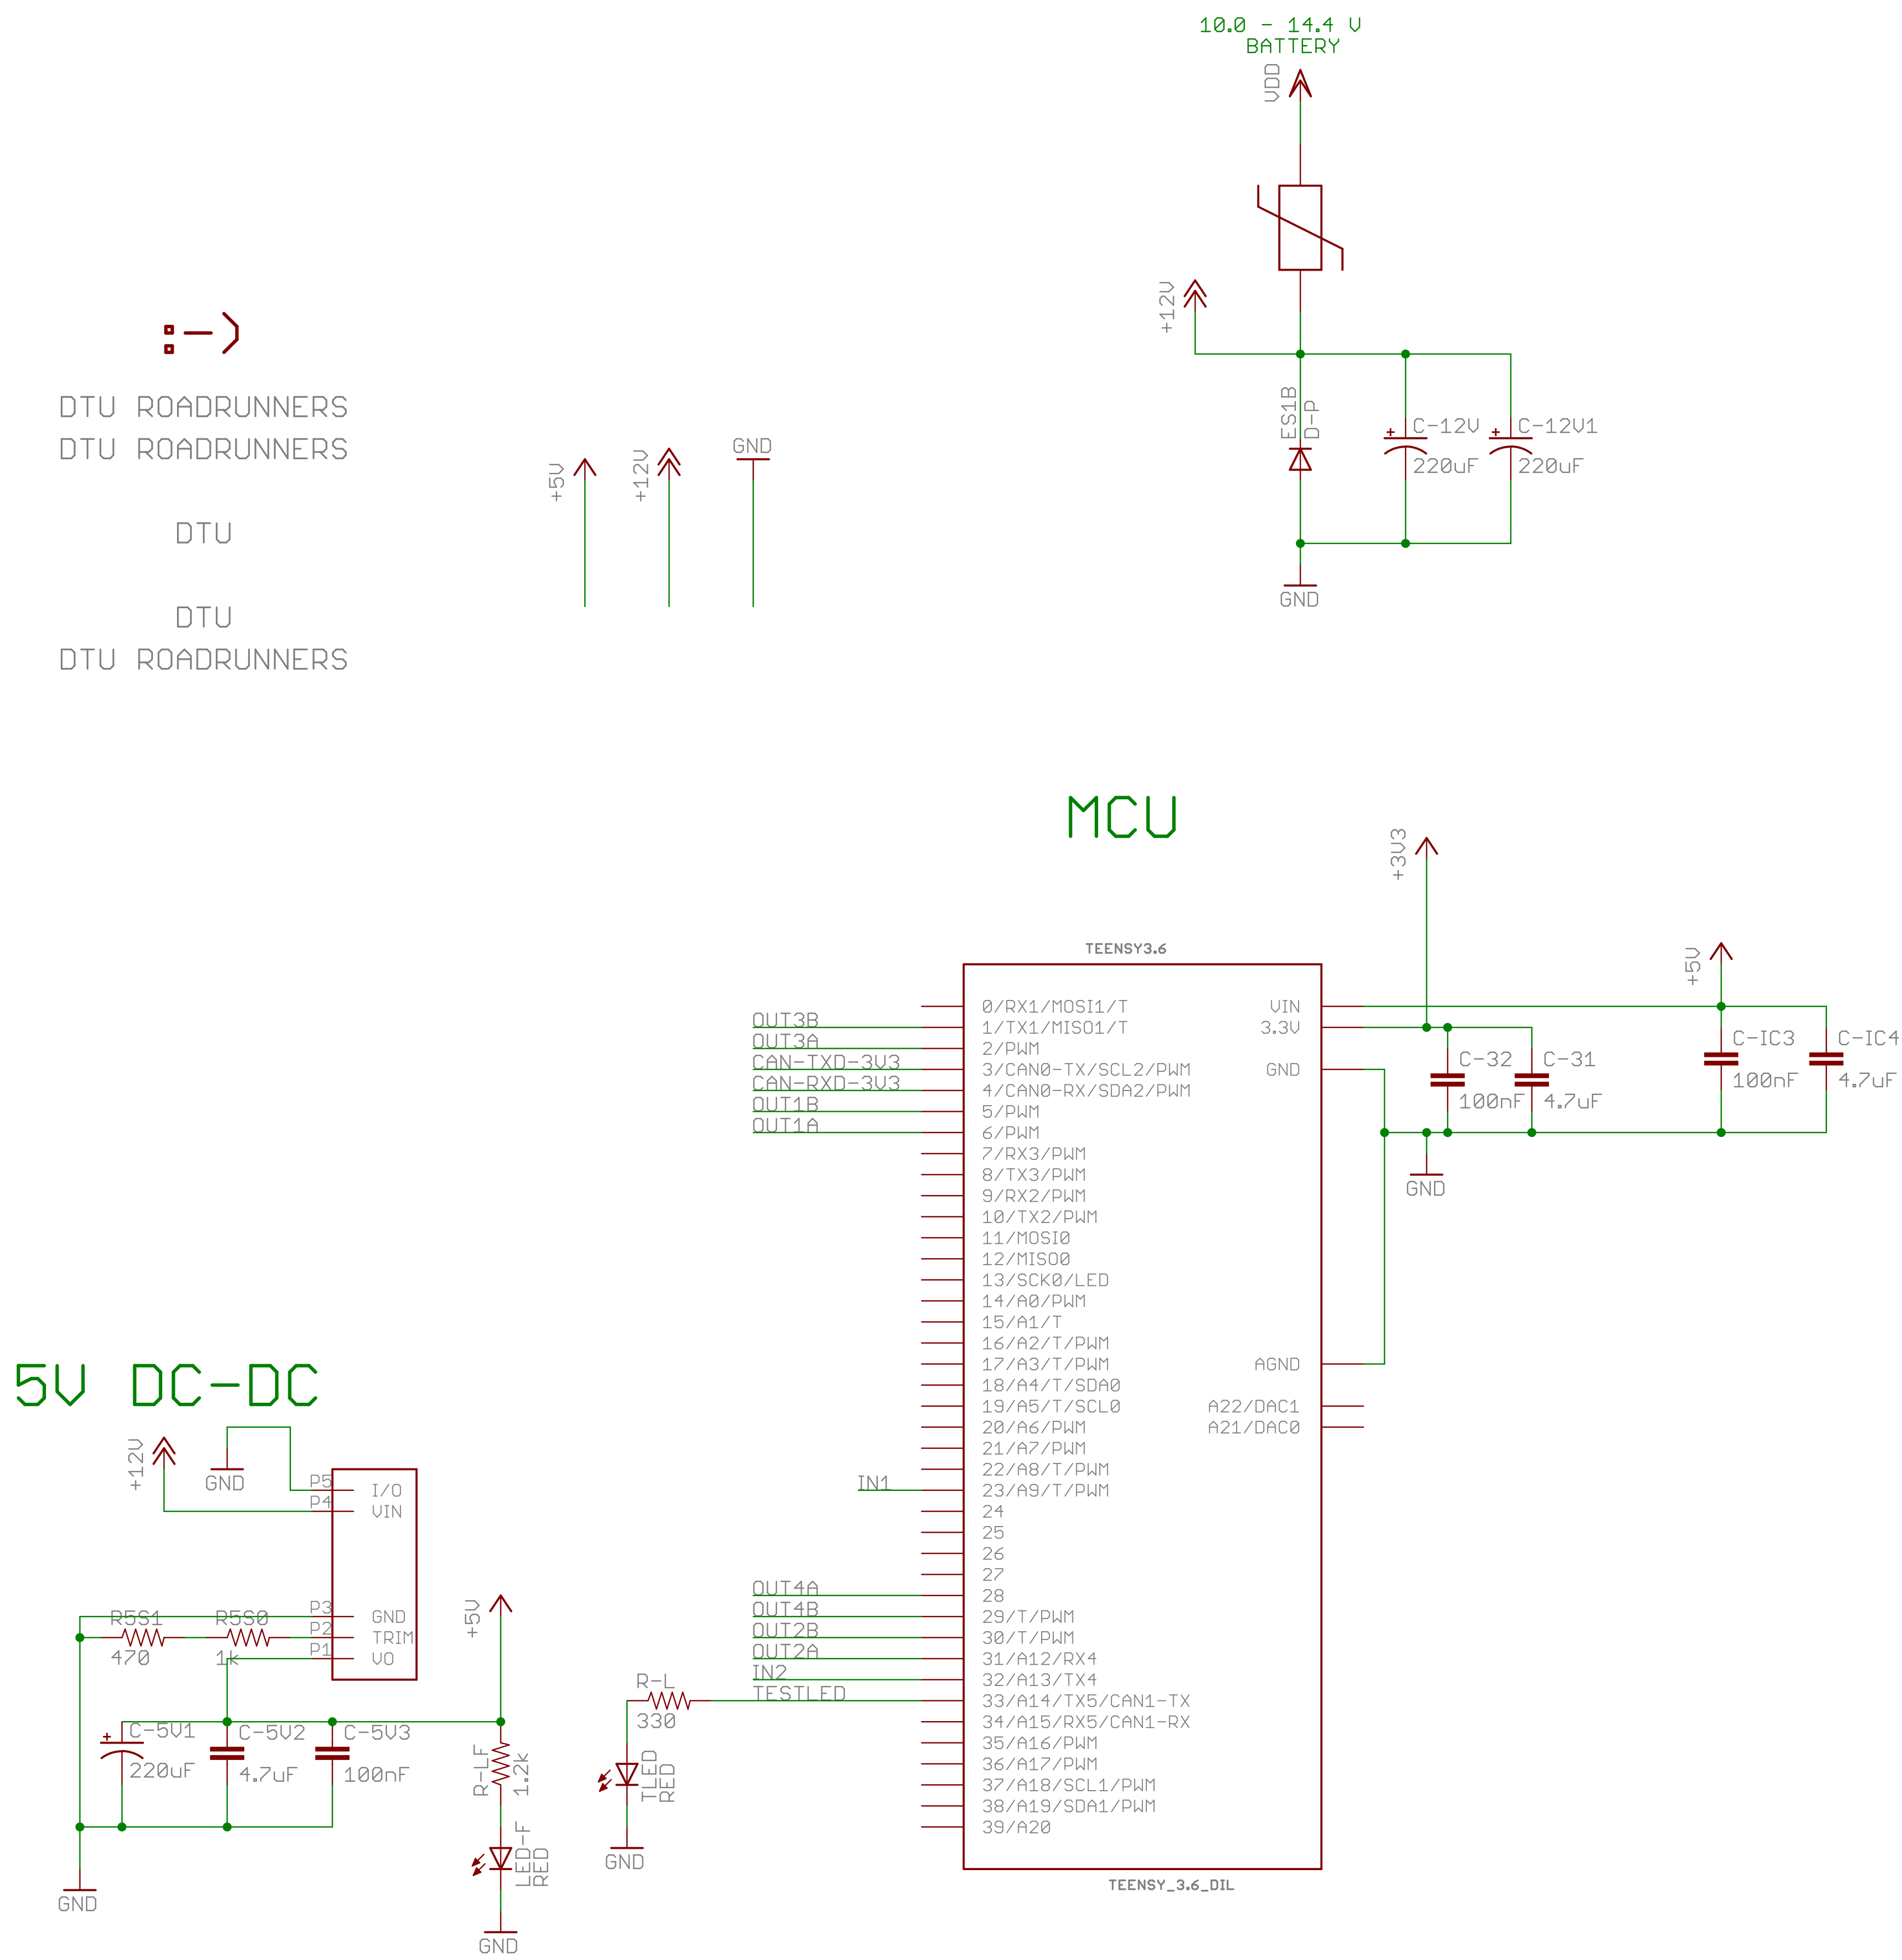 10.0 - 14.4 V
BATTERY
VDD
+12V
ES1B
D-P
C-12V
220uF
C-12V1
220uF
GND
:-)
DTU ROADRUNNERS
DTU ROADRUNNERS
DTU
DTU
DTU ROADRUNNERS
+5V
+12V
GND
MCU
+3V3
+5V
TEENSY3.6
OUT3B
OUT3A
CAN-TXD-3V3
CAN-RXD-3V3
OUT1B
OUT1A
IN1
OUT4A
OUT4B
OUT2B
OUT2A
IN2
TESTLED
0/RX1/MOSI1/T
1/TX1/MISO1/T
2/PWM
3/CAN0-TX/SCL2/PWM
4/CAN0-RX/SDA2/PWM
5/PWM
6/PWM
7/RX3/PWM
8/TX3/PWM
9/RX2/PWM
10/TX2/PWM
11/MOSI0
12/MISO0
13/SCK0/LED
14/A0/PWM
15/A1/T
16/A2/T/PWM
17/A3/T/PWM
18/A4/T/SDA0
19/A5/T/SCL0
20/A6/PWM
21/A7/PWM
22/A8/T/PWM
23/A9/T/PWM
24
25
26
27
28
29/T/PWM
30/T/PWM
31/A12/RX4
32/A13/TX4
33/A14/TX5/CAN1-TX
34/A15/RX5/CAN1-RX
35/A16/PWM
36/A17/PWM
37/A18/SCL1/PWM
38/A19/SDA1/PWM
39/A20
VIN
3.3V
GND
AGND
A22/DAC1
A21/DAC0
TEENSY_3.6_DIL
C-32
100nF
C-31
4.7uF
C-IC3
100nF
C-IC4
4.7uF
GND
5V DC-DC
+12V
GND
P5
P4
P3
P2
P1
I/O
VIN
GND
TRIM
VO
R5S1
470
R5S0
1k
+5V
C-5V1
220uF
C-5V2
4.7uF
C-5V3
100nF
R-LF
1.2k
LED-F
RED
GND
GND
R-L
330
TLED
RED
GND